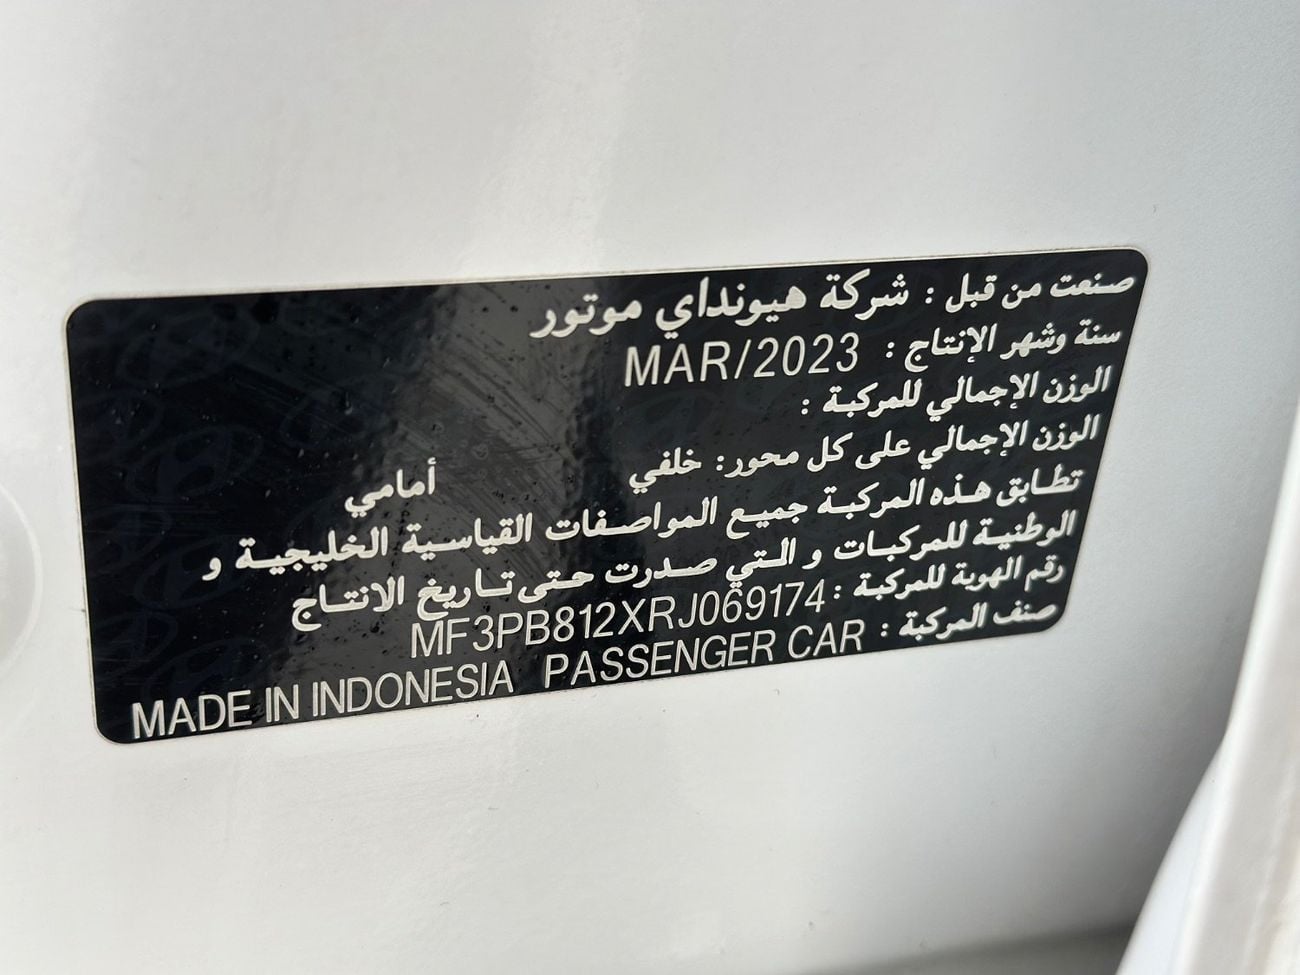 صنعت من قبل : شركة هيونداي موتور
سنة وشهر الإنتاج : MAR/2023
الوزن الإجمالي للمركبة :
الوزن الإجمالي على كل محور: خلفي أمامي
تطابق هذه المركبة جميع المواصفات القياسية الخليجية و
الوطنية للمركبات و التي صدرت حتى تاريخ الانتاج
رقم الهوية للمركبة : MF3PB812XRJ069174
صنف المركبة : MADE IN INDONESIA PASSENGER CAR